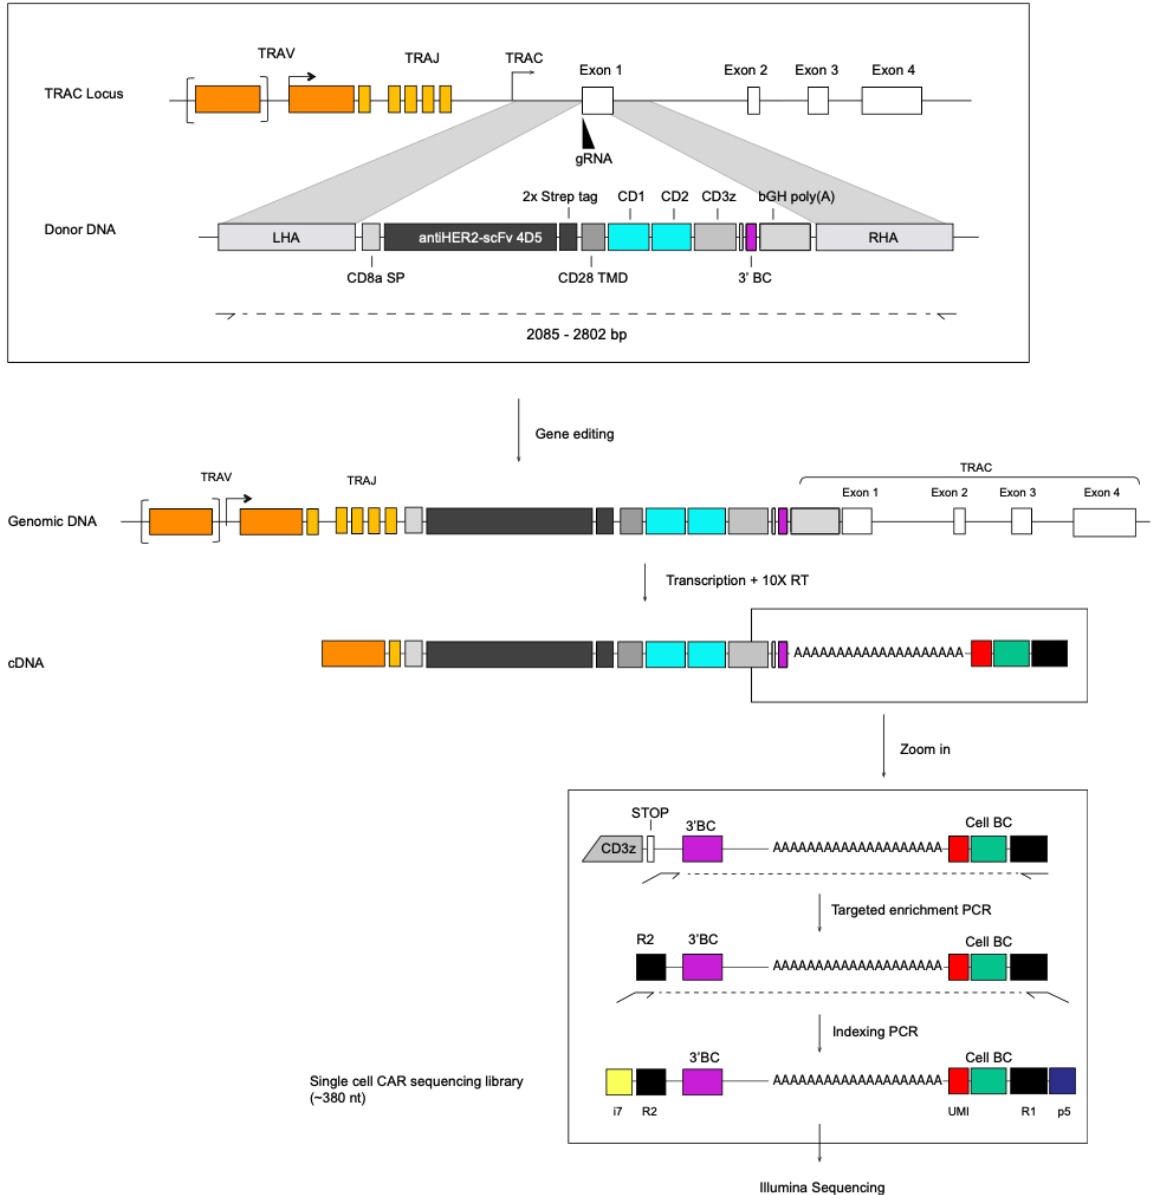 TRAV
TRAJ
TRAC
Exon 1
Exon 2
Exon 3
Exon 4
TRAC Locus
gRNA
2x Strep tag
CD1
CD2
CD3z
bGH poly(A)
Donor DNA
LHA
antiHER2-scFv 4D5
RHA
CD8a SP
CD28 TMD
3' BC
2085 - 2802 bp
Gene editing
TRAV
TRAJ
TRAC
Exon 1
Exon 2
Exon 3
Exon 4
Genomic DNA
Transcription + 10X RT
cDNA
AAAAAAAAAAAAAAAAAAAA
Zoom in
STOP
3'BC
Cell BC
CD3z
AAAAAAAAAAAAAAAAAAAA
Targeted enrichment PCR
R2
3'BC
Cell BC
AAAAAAAAAAAAAAAAAAAA
Indexing PCR
3'BC
Cell BC
Single cell CAR sequencing library
(~380 nt)
AAAAAAAAAAAAAAAAAAAA
i7
R2
UMI
R1
p5
Illumina Sequencing